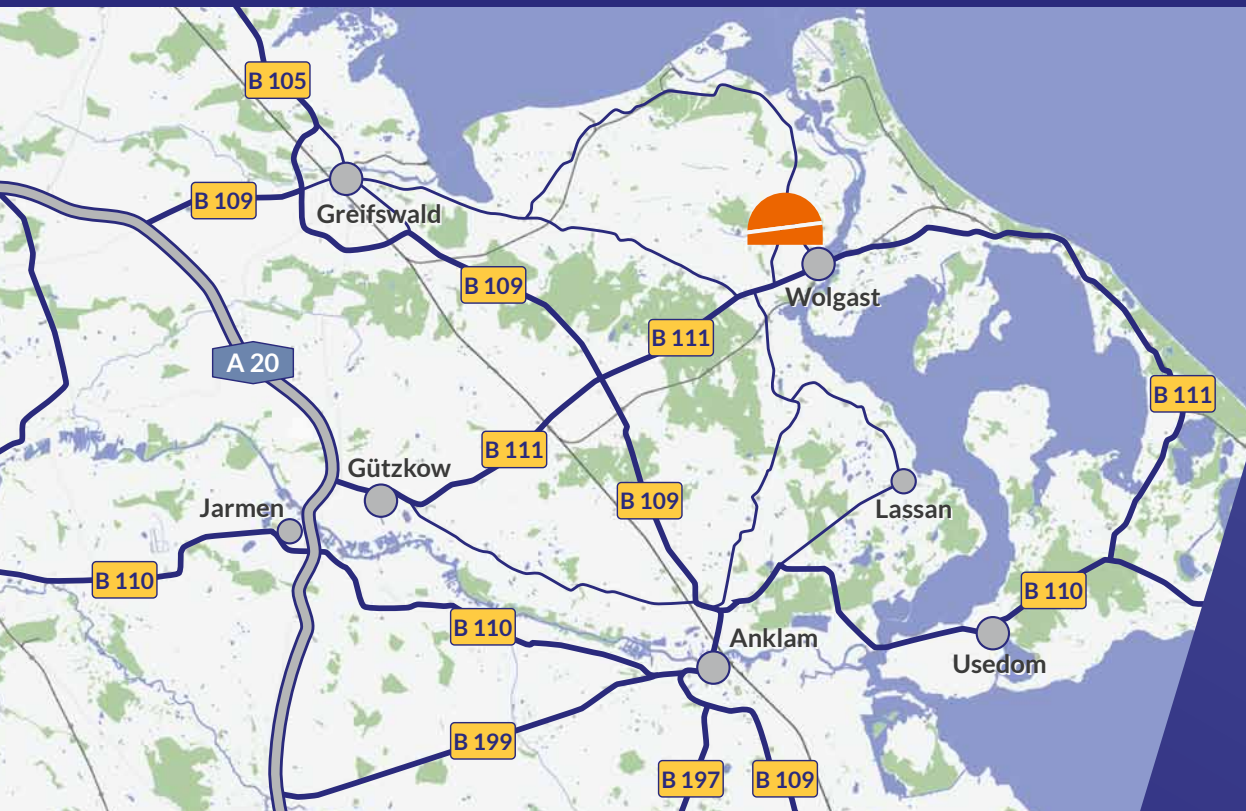 B 105
B 109
Greifswald
B 109
Wolgast
B 111
A 20
B 111
B 111
Gützkow
B 109
Jarmen
Lassan
B 110
B 110
B 110
Anklam
Usedom
B 199
B 197
B 109